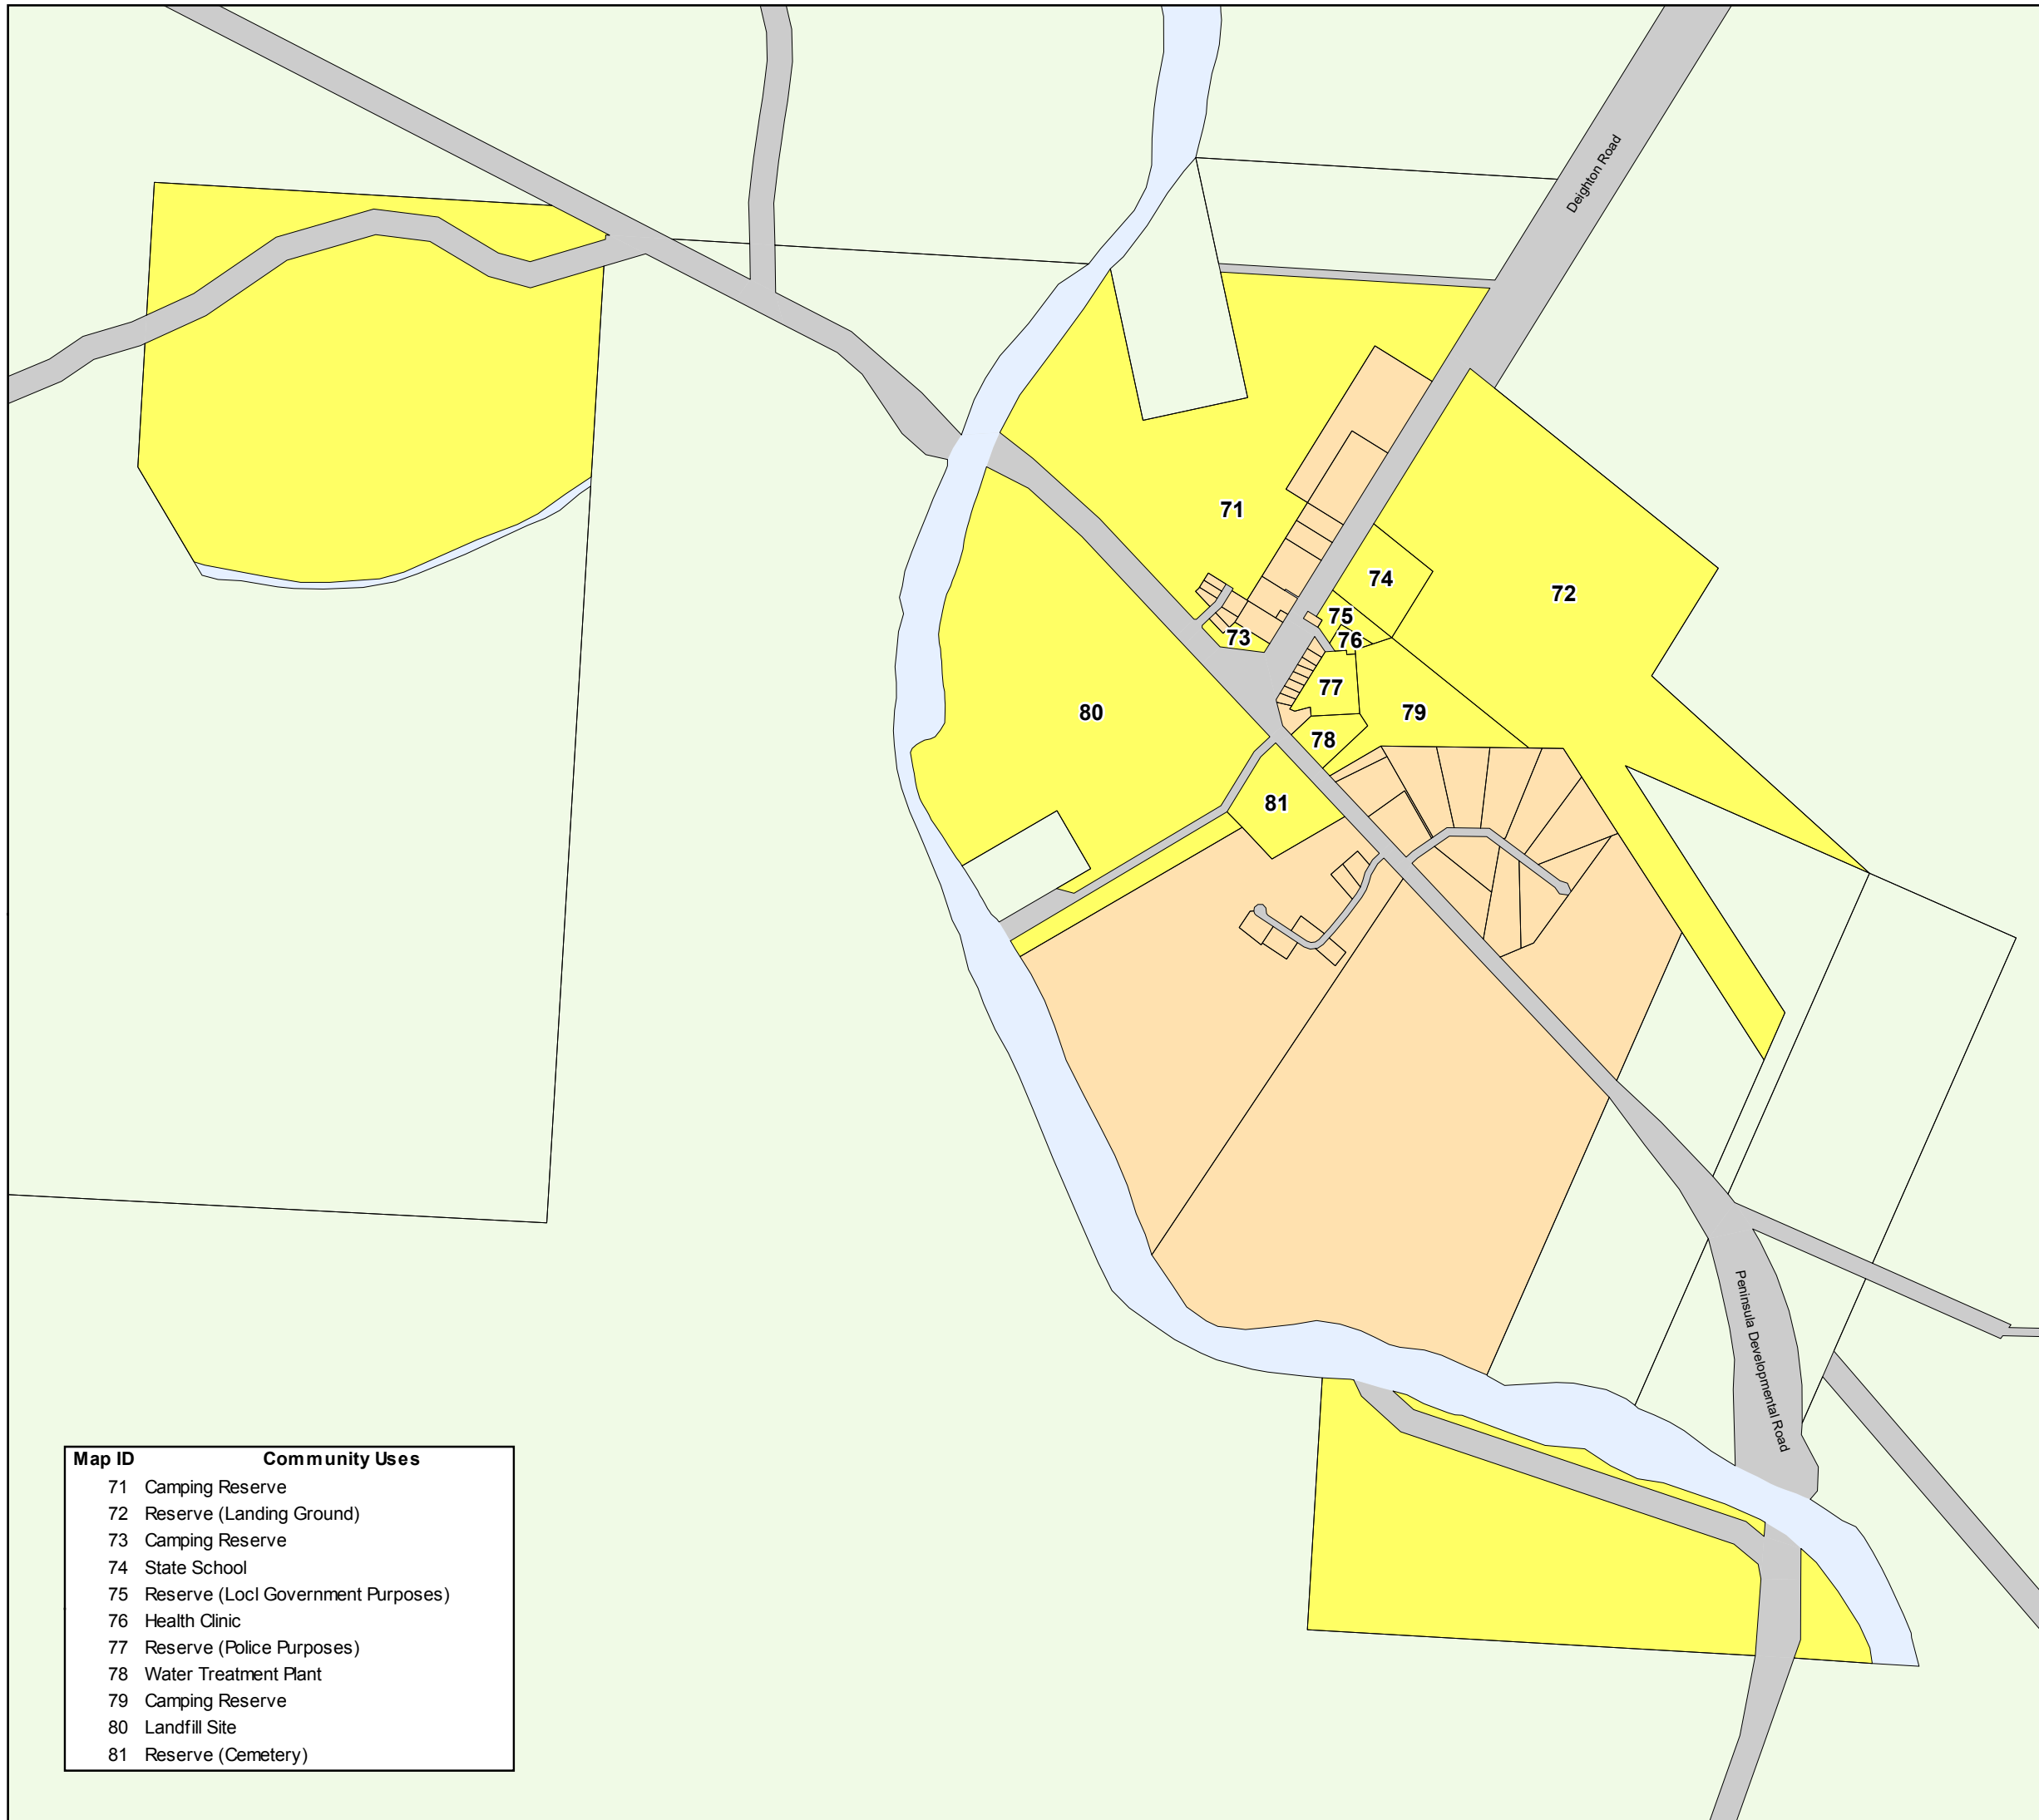 Deighton Road
71
74
72
75
73
76
77
80
79
78
81
Peninsula Developmental Road
Map ID Community Uses
71 Camping Reserve
72 Reserve (Landing Ground)
73 Camping Reserve
74 State School
75 Reserve (Locl Government Purposes)
76 Health Clinic
77 Reserve (Police Purposes)
78 Water Treatment Plant
79 Camping Reserve
80 Landfill Site
81 Reserve (Cemetery)